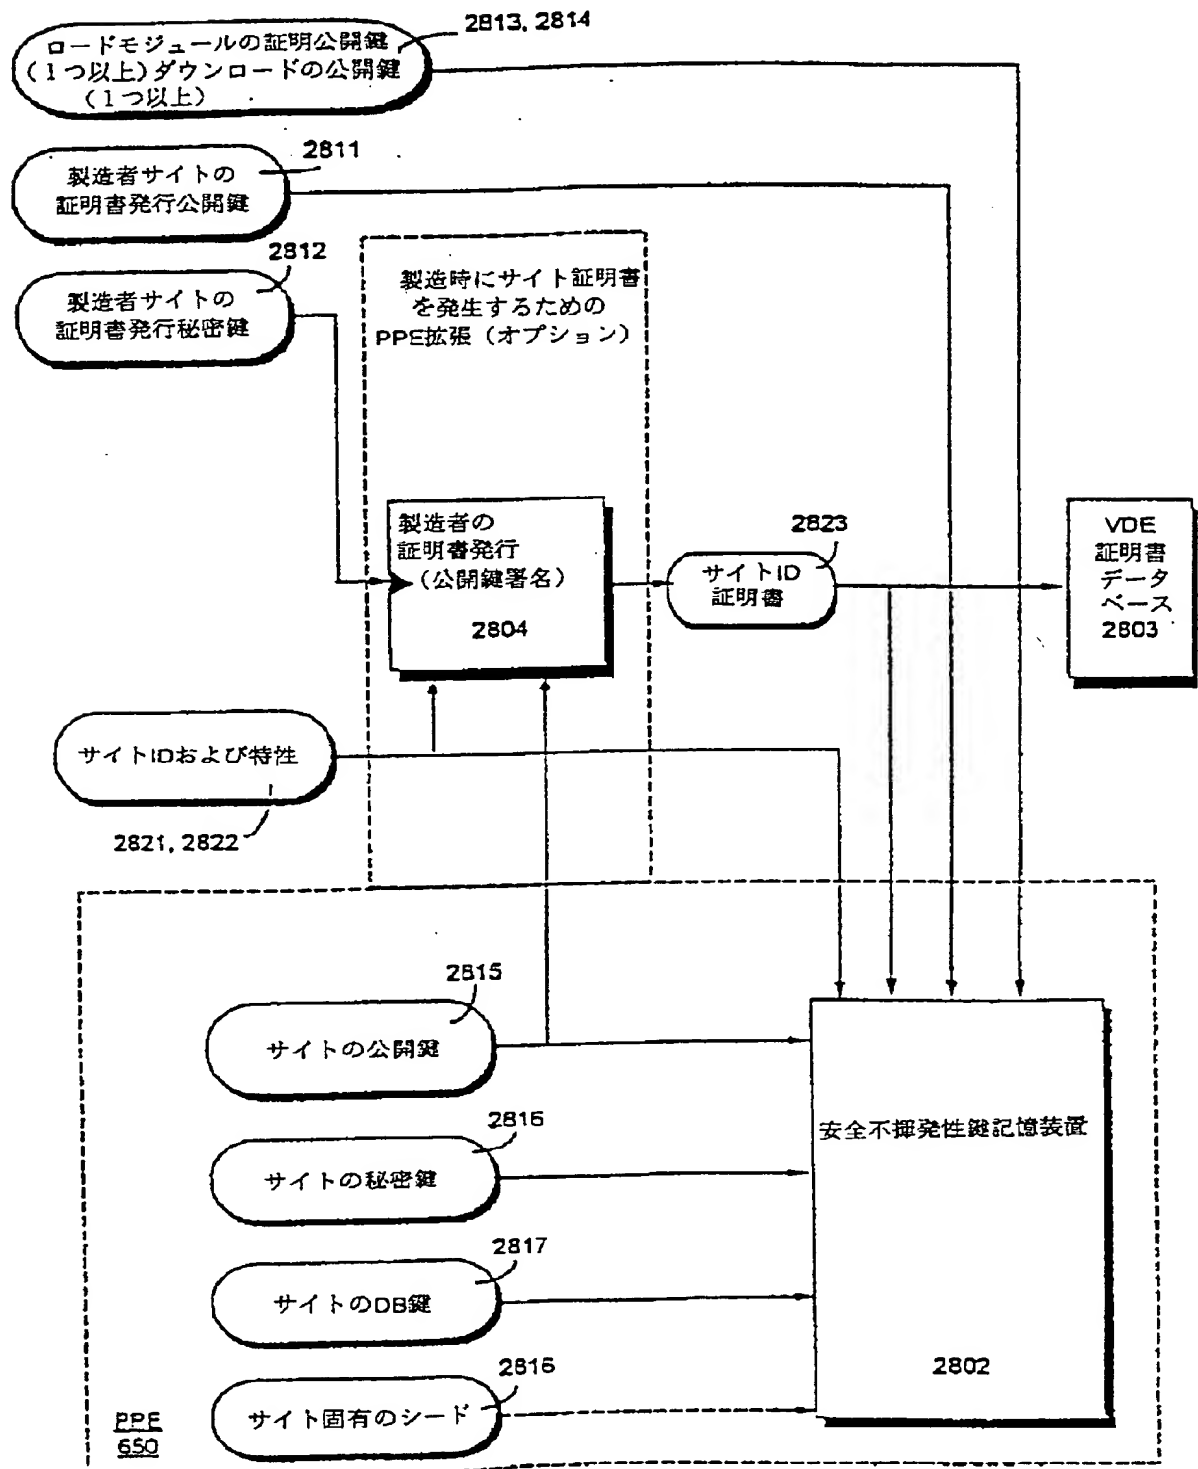 2813, 2814
ロードモジュールの証明公開鍵
(1つ以上)ダウンロードの公開鍵
(1つ以上)
2811
製造者サイトの
証明書発行公開鍵
2812
製造者サイトの
証明書発行秘密鍵
製造時にサイト証明書
を発生するための
PPE拡張(オプション)
製造者の
証明書発行
(公開鍵署名)
2804
2823
サイトID
証明書
VDE
証明書
データ
ベース
2803
サイトIDおよび特性
2821, 2822
2815
サイトの公開鍵
2816
サイトの秘密鍵
2817
サイトのDB鍵
2816
サイト固有のシード
安全不揮発性鍵記憶装置
2802
PPE
650